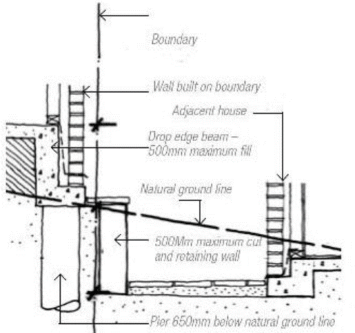 Boundary
Wall built on boundary
Adjacent house
Drop edge beam –
500mm maximum fill
Natural ground line
500Mm maximum cut
and retaining wall
Pier 650mm below natural ground line